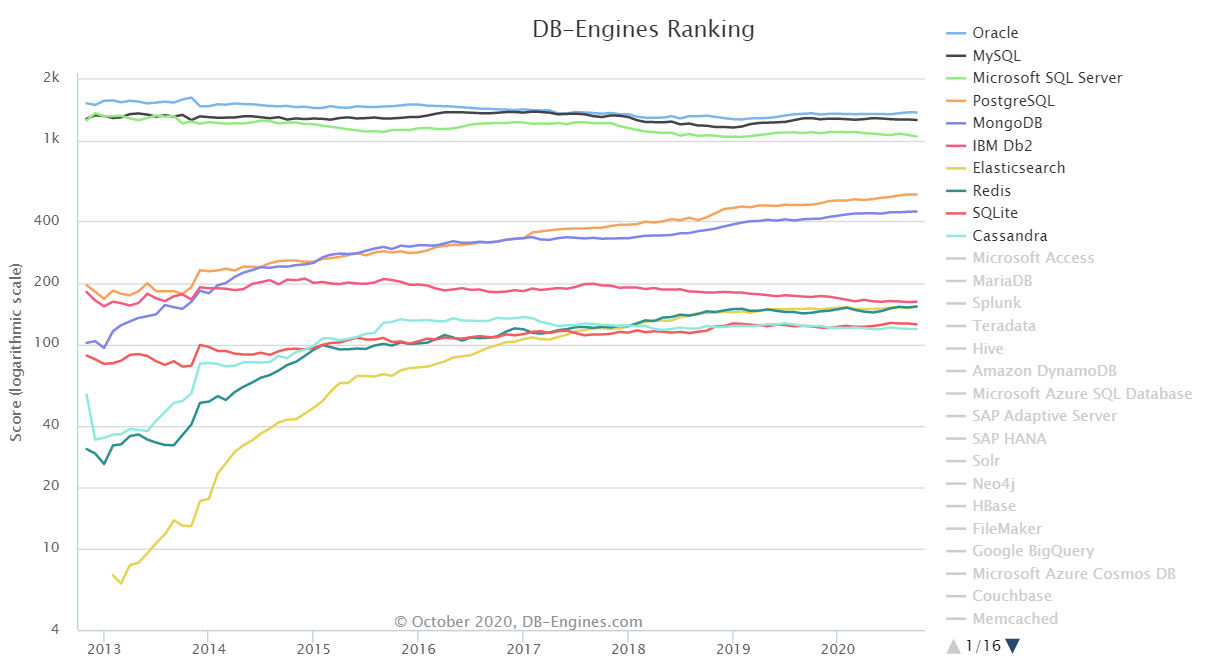 DB-Engines Ranking
Score (logarithmic scale)
2k
1k
400
200
100
40
20
10
4
2013
2014
2015
2016
2017
2018
2019
2020
© October 2020, DB-Engines.com
Oracle
MySQL
Microsoft SQL Server
PostgreSQL
MongoDB
IBM Db2
Elasticsearch
Redis
SQLite
Cassandra
Microsoft Access
MariaDB
Splunk
Teradata
Hive
Amazon DynamoDB
Microsoft Azure SQL Database
SAP Adaptive Server
SAP HANA
Solr
Neo4j
HBase
FileMaker
Google BigQuery
Microsoft Azure Cosmos DB
Couchbase
Memcached
1/16